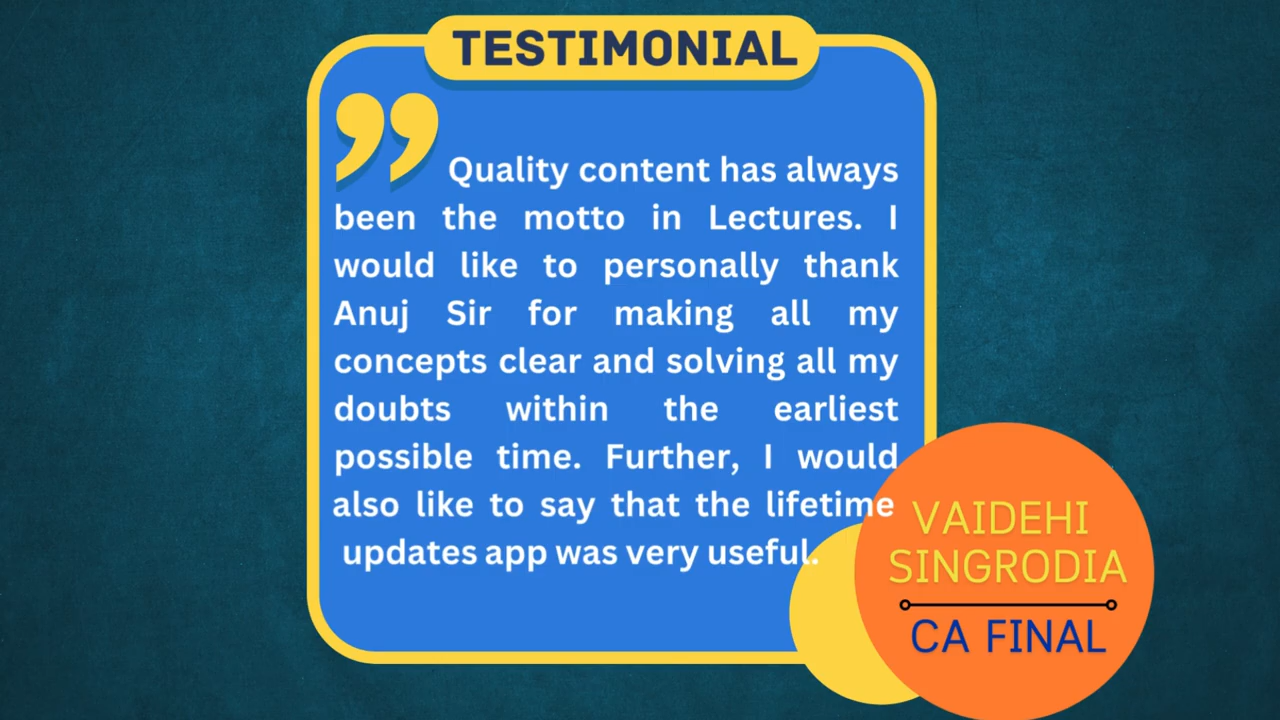 TESTIMONIAL
Quality content has always
been the motto in Lectures. I
would like to personally thank
Anuj Sir for making all my
concepts clear and solving all my
doubts within the earliest
possible time. Further, I would
also like to say that the lifetime
updates app was very useful.
VAIDEHI
SINGRODIA
CA FINAL